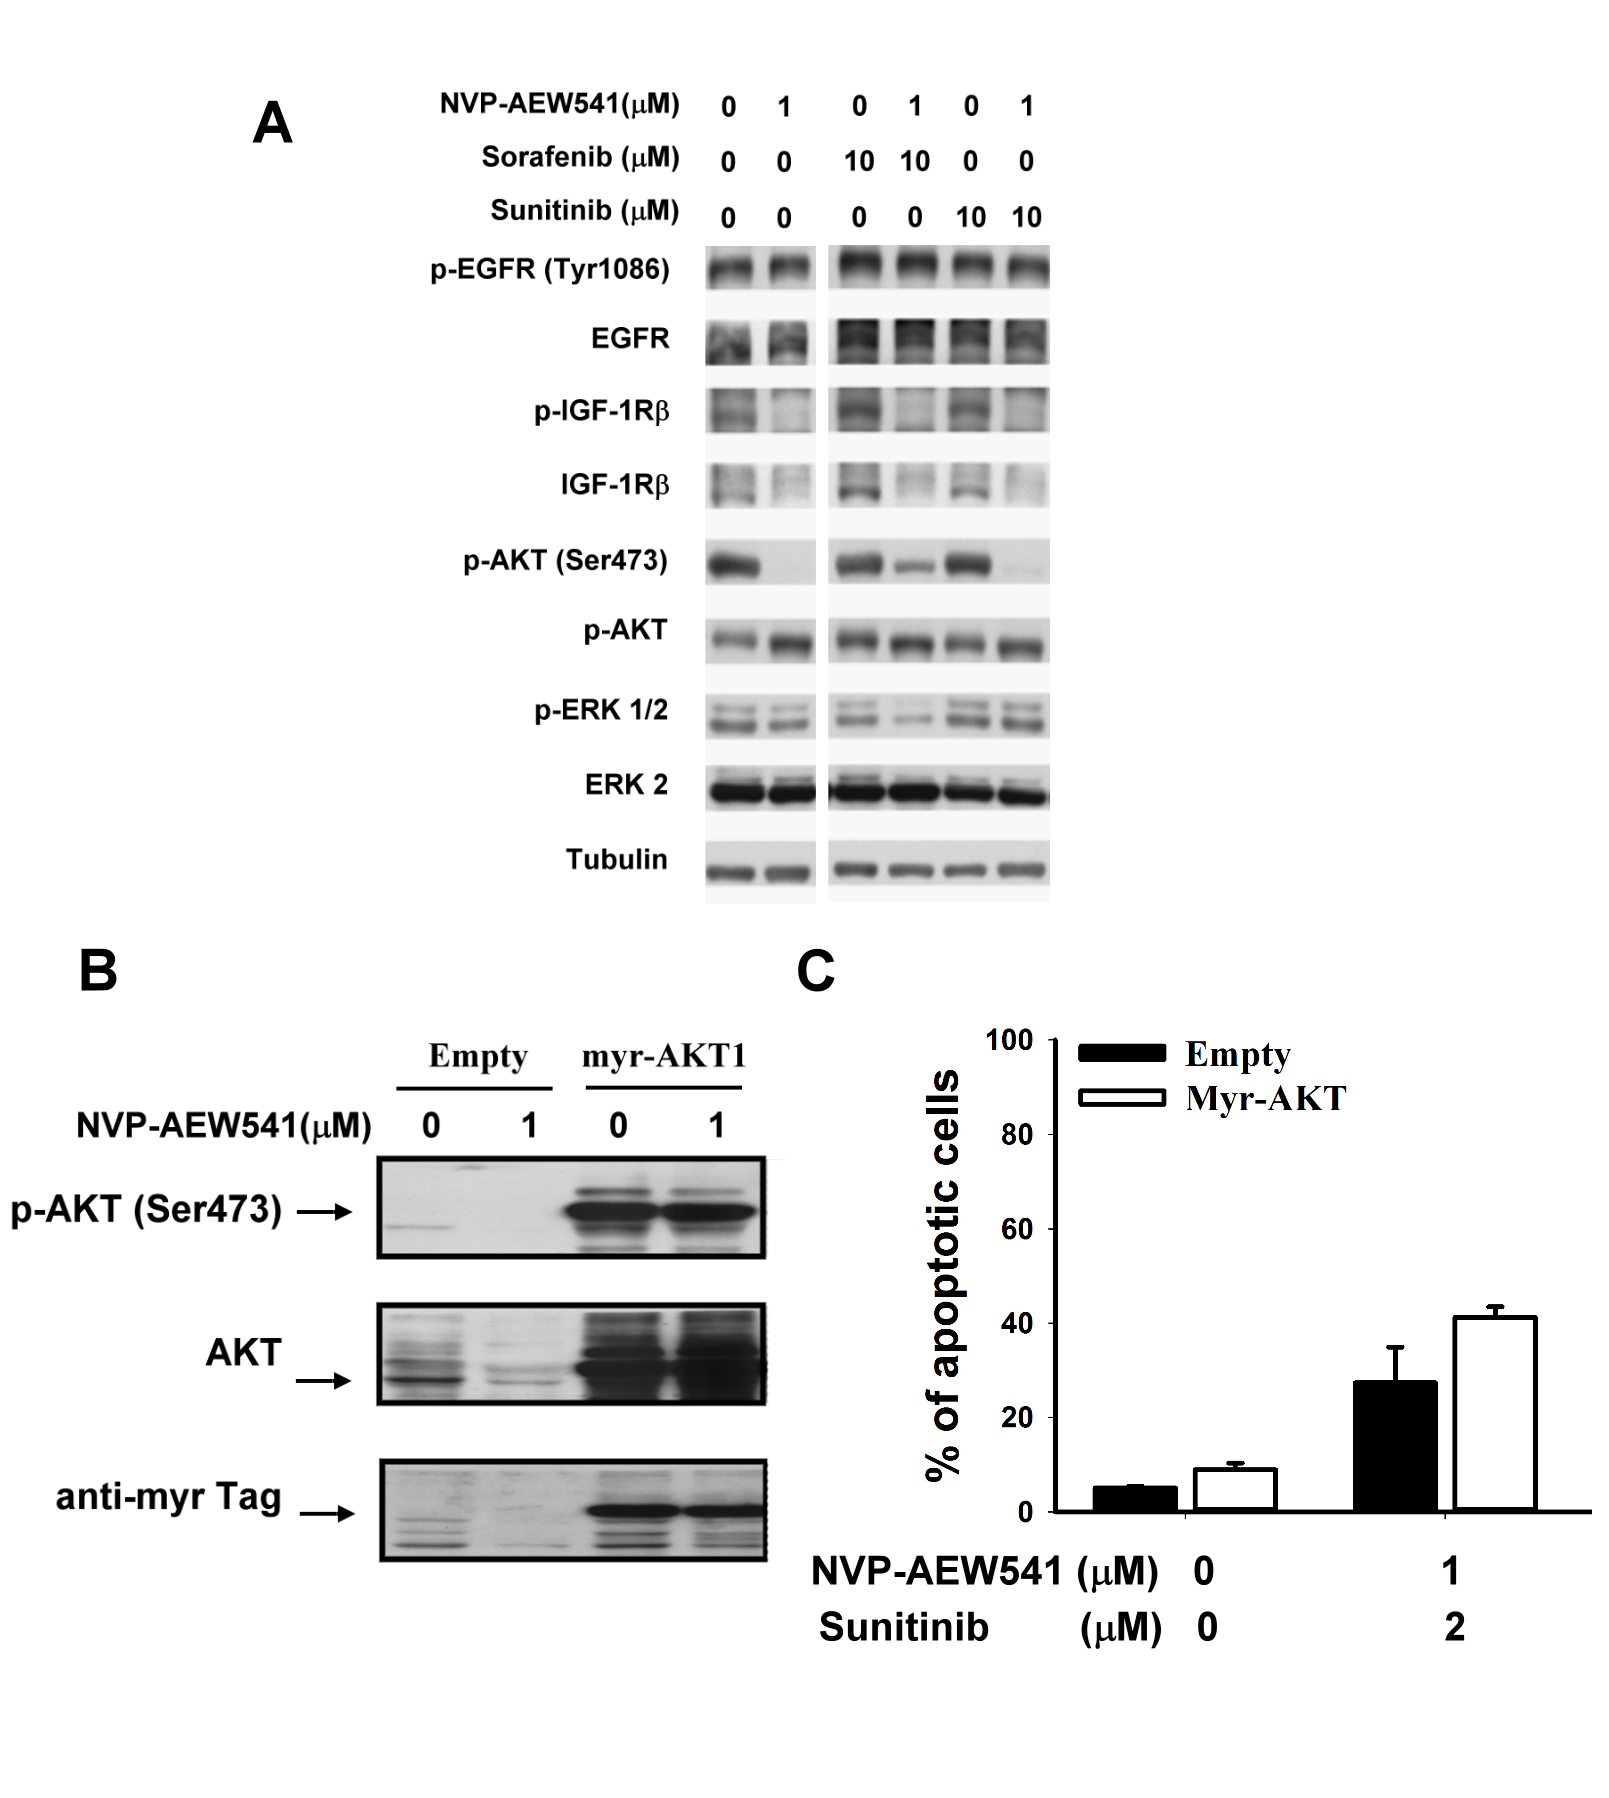 A
NVP-AEW541(μM) 0 1 0 1 0 1
Sorafenib (μM) 0 0 10 10 0 0
Sunitinib (μM) 0 0 0 0 10 10
p-EGFR (Tyr1086)
EGFR
p-IGF-1Rβ
IGF-1Rβ
p-AKT (Ser473)
p-AKT
p-ERK 1/2
ERK 2
Tubulin
B
Empty myr-AKT1
NVP-AEW541(μM) 0 1 0 1
p-AKT (Ser473)
AKT
anti-myr Tag
C
% of apoptotic cells
100
80
60
40
20
0
Empty
Myr-AKT
NVP-AEW541 (μM) 0 1
Sunitinib (μM) 0 2